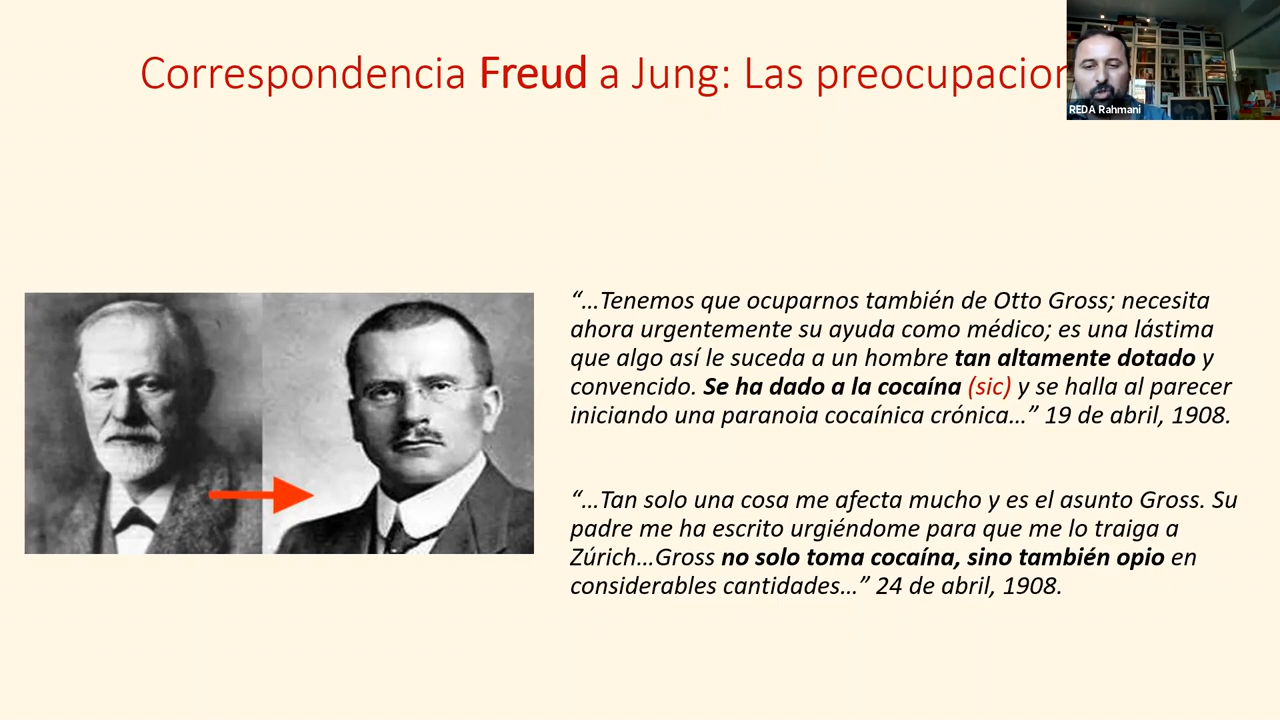 Correspondencia Freud a Jung: Las preocupacion
REDA Rahmani
“…Tenemos que ocuparnos también de Otto Gross; necesita
ahora urgentemente su ayuda como médico; es una lástima
que algo así le suceda a un hombre tan altamente dotado y
convencido. Se ha dado a la cocaína (sic) y se halla al parecer
iniciando una paranoia cocaínica crónica…” 19 de abril, 1908.
“…Tan solo una cosa me afecta mucho y es el asunto Gross. Su
padre me ha escrito urgiéndome para que me lo traiga a
Zúrich…Gross no solo toma cocaína, sino también opio en
considerables cantidades…” 24 de abril, 1908.